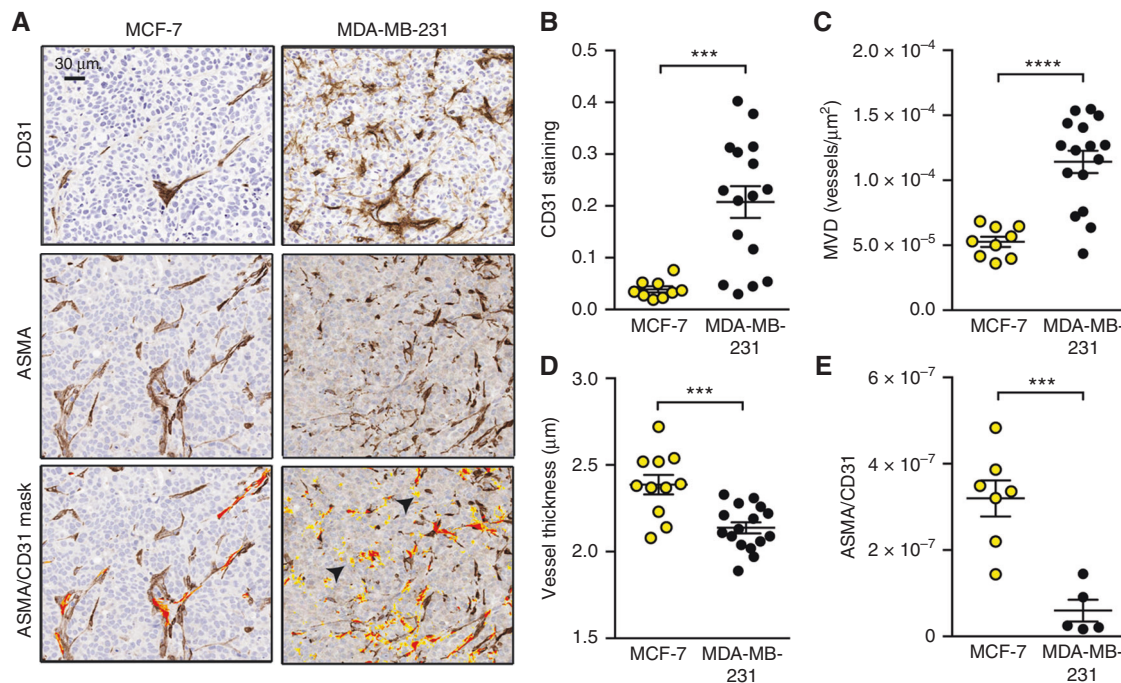 A
MCF-7
MDA-MB-231
30 µm
CD31
ASMA
ASMA/CD31 mask
B
***
CD31 staining
0.5
0.4
0.3
0.2
0.1
0.0
MCF-7
MDA-MB-
231
C
****
MVD (vessels/µm²)
2.0 × 10⁻⁴
1.5 × 10⁻⁴
1.0 × 10⁻⁴
5.0 × 10⁻⁵
0.0
MCF-7
MDA-MB-
231
D
***
Vessel thickness (µm)
3.0
2.5
2.0
1.5
MCF-7
MDA-MB-
231
E
***
ASMA/CD31
6 × 10⁻⁷
4 × 10⁻⁷
2 × 10⁻⁷
0
MCF-7
MDA-MB-
231